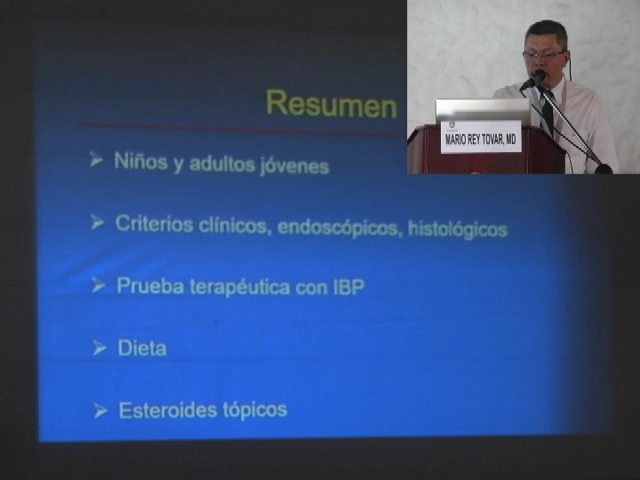 Resumen
MARIO REY TOVAR, MD
Niños y adultos jóvenes
Criterios clínicos, endoscópicos, histológicos
Prueba terapéutica con IBP
Dieta
Esteroides tópicos